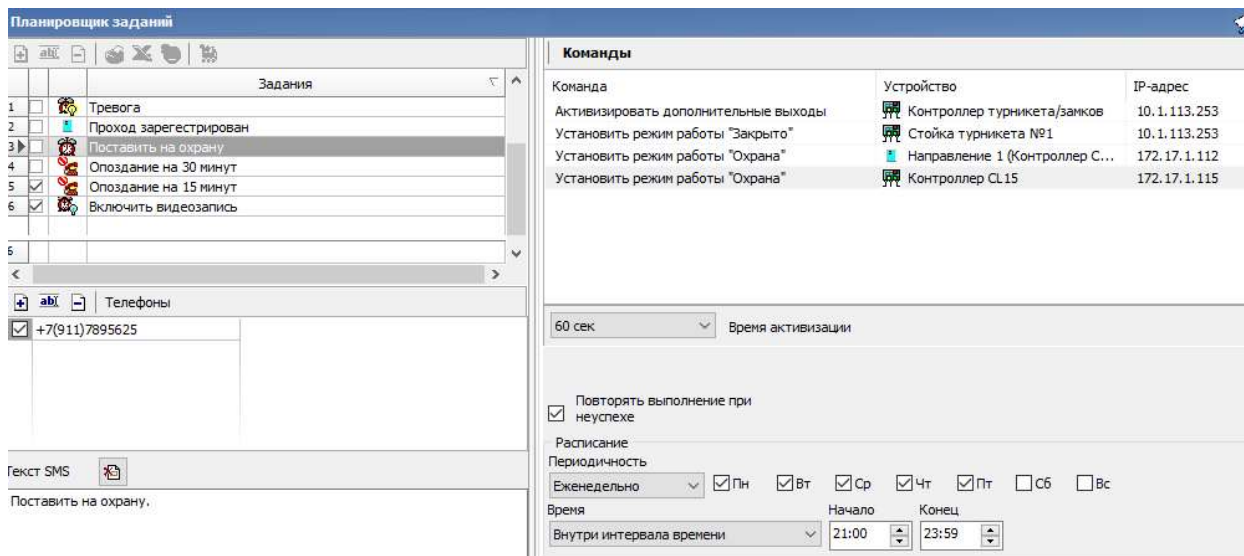 Планировщик заданий
Задания
1 Тревога
2 Проход зарегестрирован
3 Поставить на охрану
4 Опоздание на 30 минут
5 Опоздание на 15 минут
6 Включить видеозапись
6
Телефоны
+7(911)7895625
Текст SMS
Поставить на охрану.
Команды
Команда Устройство IP-адрес
Активизировать дополнительные выходы Контроллер турникета/замков 10.1.113.253
Установить режим работы "Закрыто" Стойка турникета №1 10.1.113.253
Установить режим работы "Охрана" Направление 1 (Контроллер С... 172.17.1.112
Установить режим работы "Охрана" Контроллер CL15 172.17.1.115
60 сек Время активизации
Повторять выполнение при
неуспехе
Расписание
Периодичность
Еженедельно Пн Вт Ср Чт Пт Сб Вс
Время Начало Конец
Внутри интервала времени 21:00 23:59